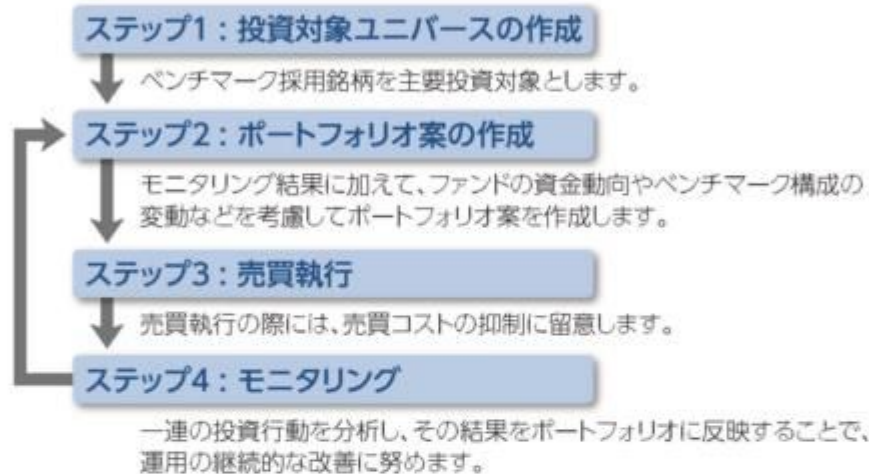 ステップ1：投資対象ユニバースの作成
ベンチマーク採用銘柄を主要投資対象とします。
ステップ2：ポートフォリオ案の作成
モニタリング結果に加えて、ファンドの資金動向やベンチマーク構成の
変動などを考慮してポートフォリオ案を作成します。
ステップ3：売買執行
売買執行の際には、売買コストの抑制に留意します。
ステップ4：モニタリング
一連の投資行動を分析し、その結果をポートフォリオに反映することで、
運用の継続的な改善に努めます。